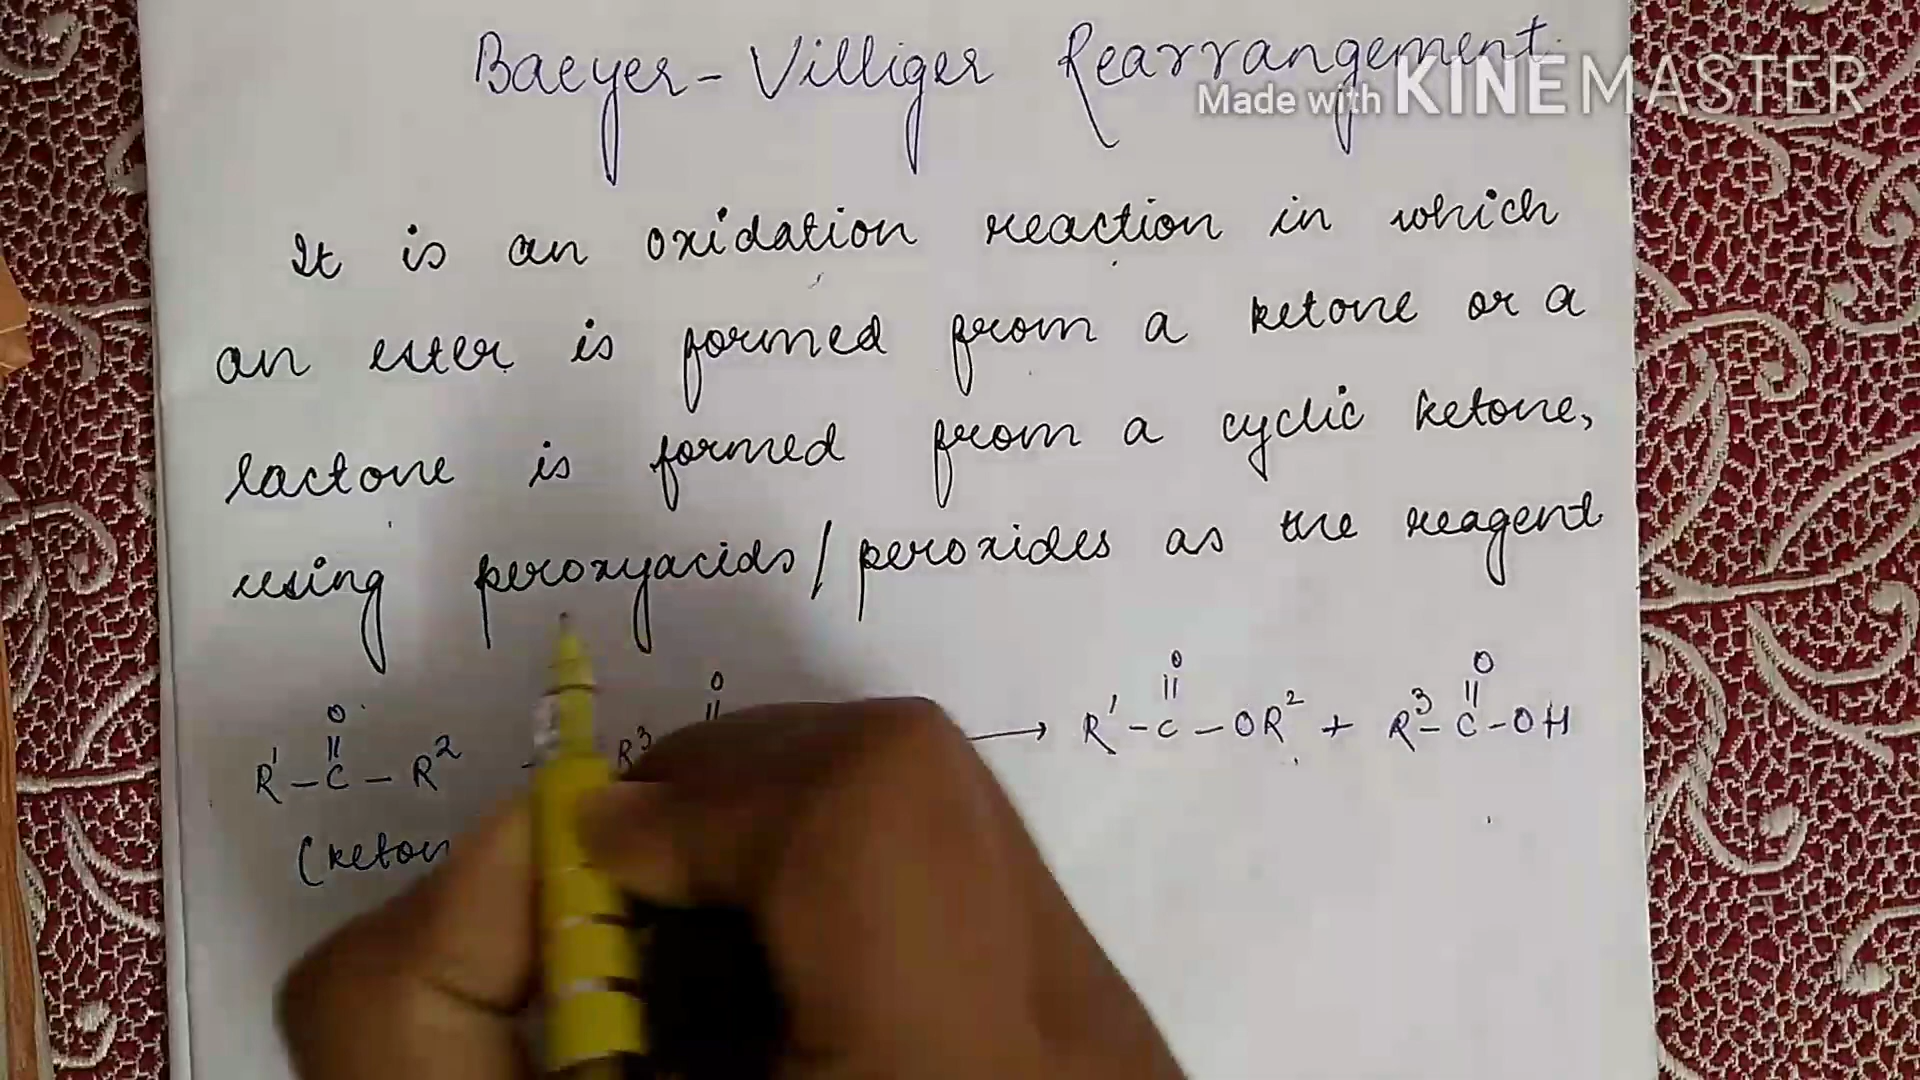 Baeyer-Villiger Rearrangement
Made with KINEMASTER
It is an oxidation reaction in which
an ester is formed from a ketone or a
lactone is formed from a cyclic ketone,
using peroxyacids/peroxides as the reagent
O O O O
|| || || ||
R¹-C-R² R³ → R¹-C-OR² + R³-C-OH
(keton